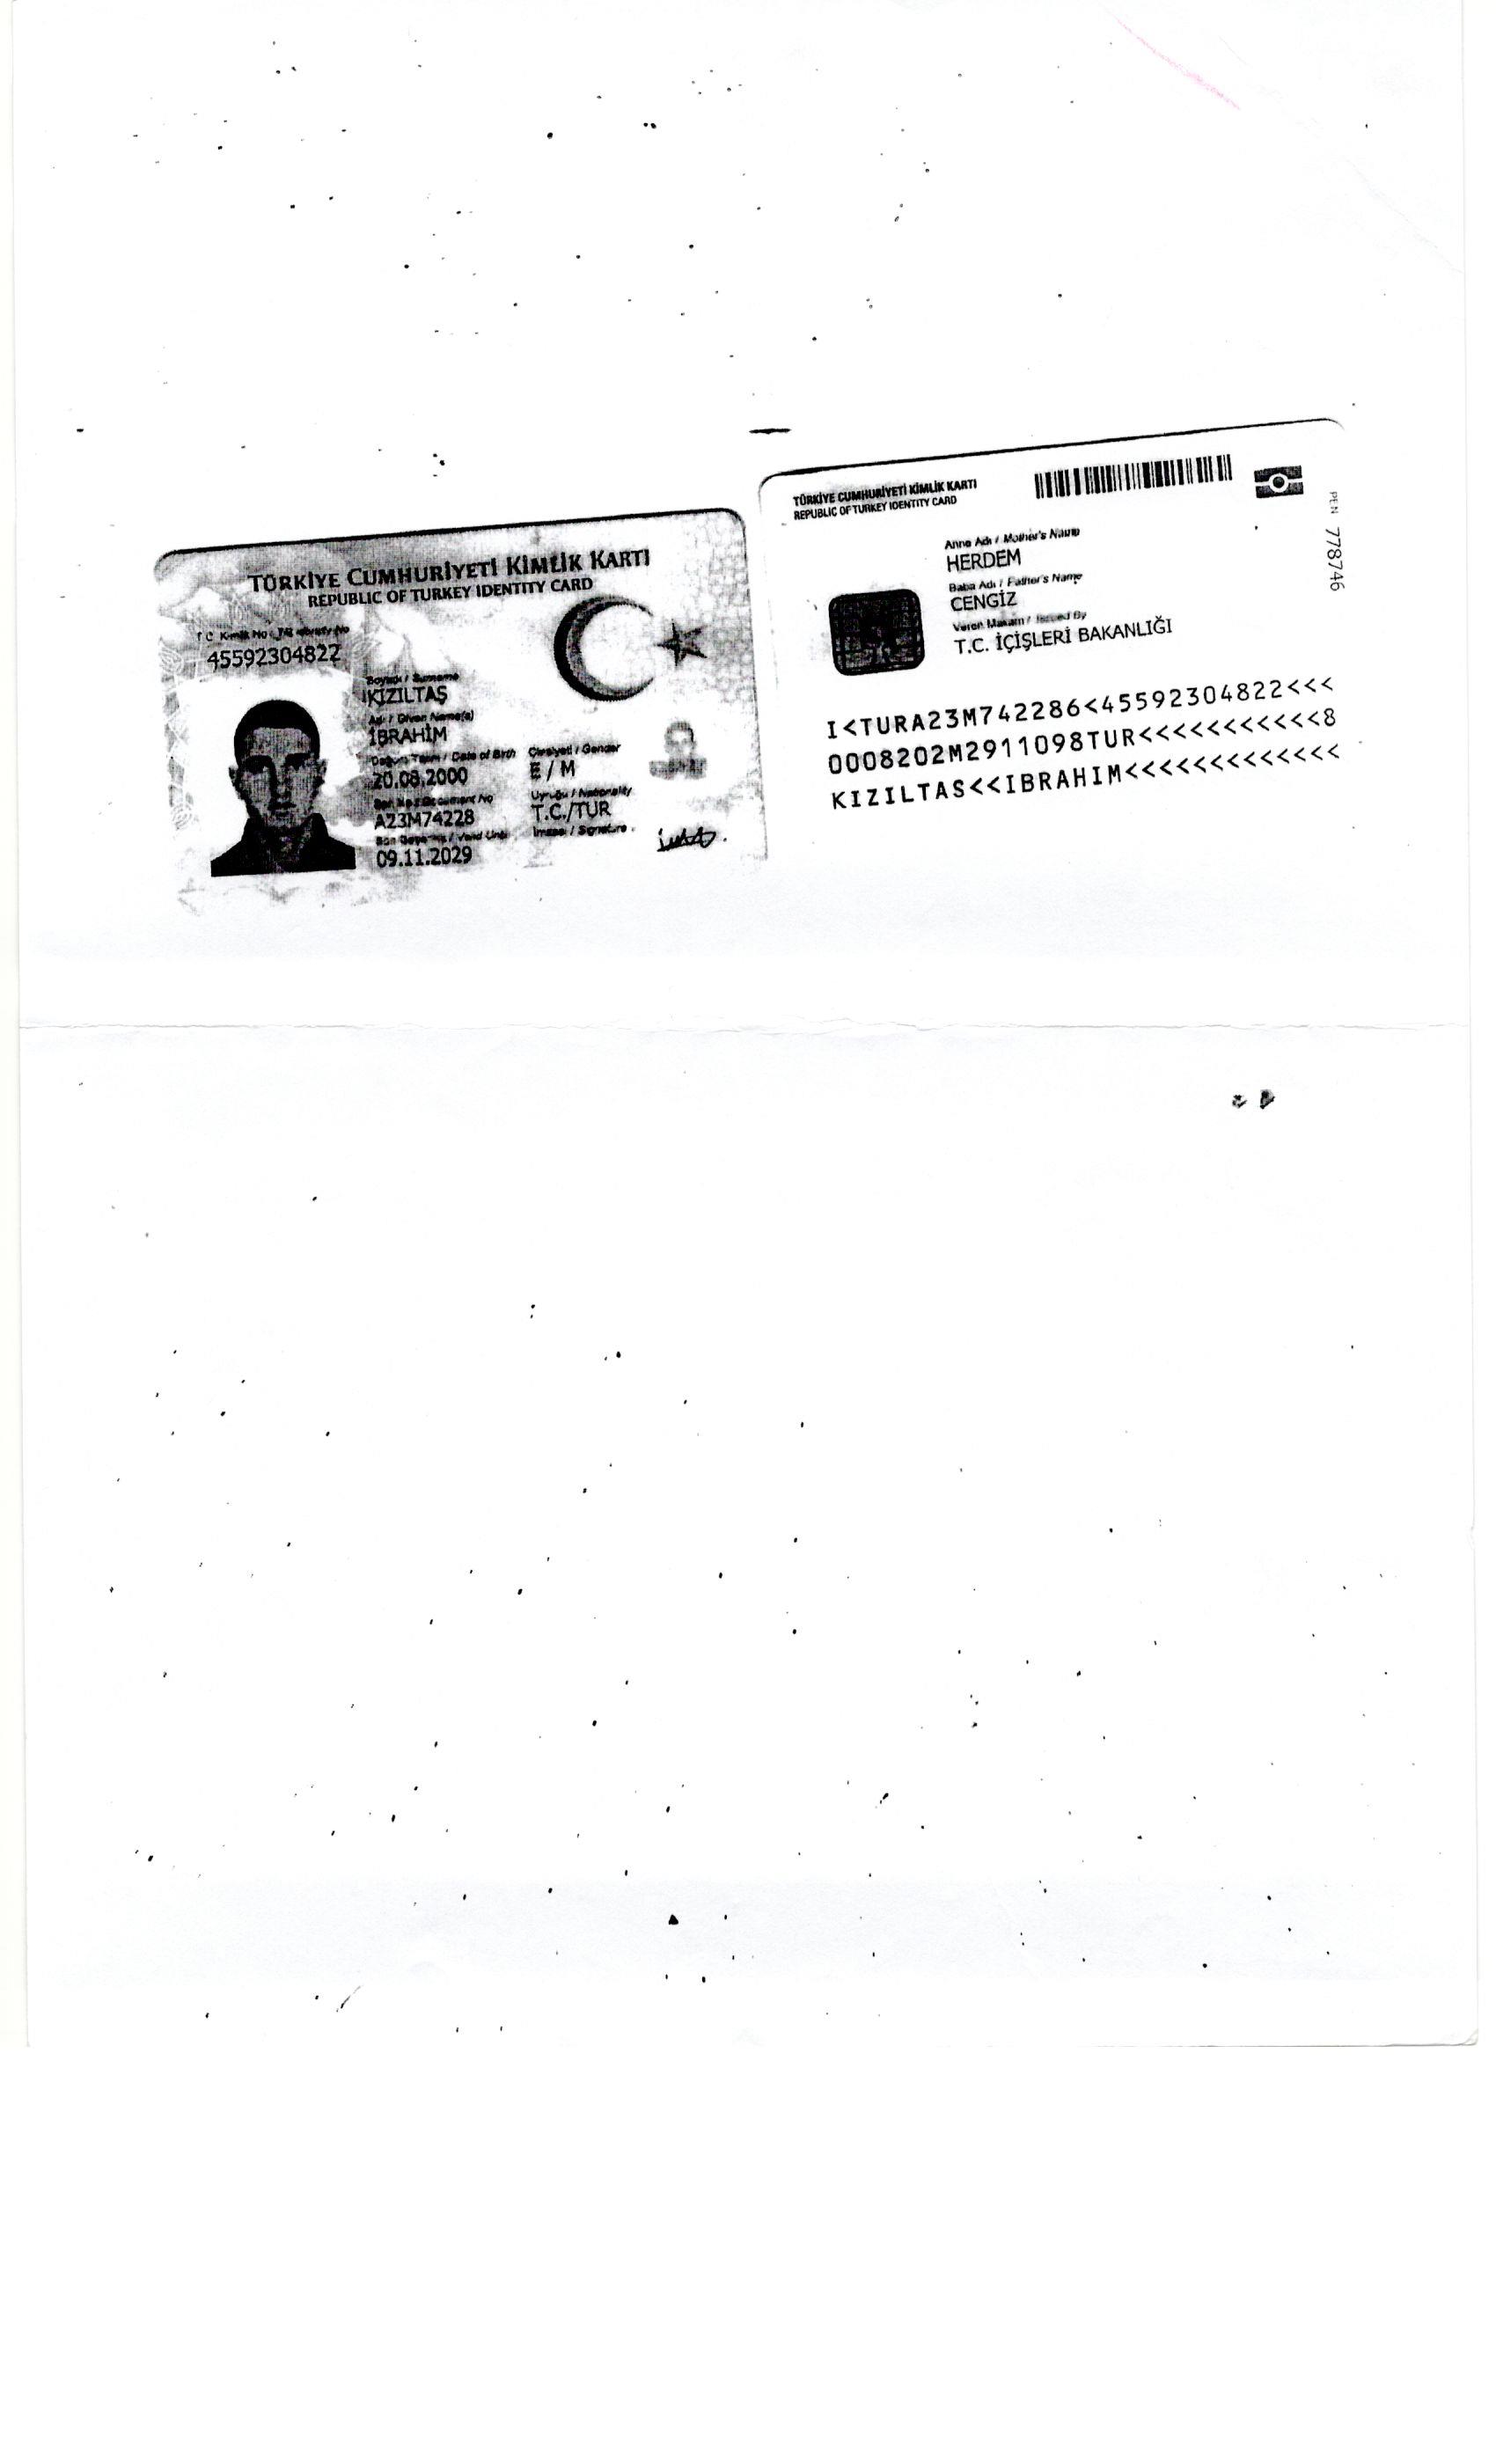 TÜRKİYE CUMHURİYETİ KİMLİK KARTI
REPUBLIC OF TURKEY IDENTITY CARD
T.C. Kimlik No / TR Identity No
45592304822
Soyadı / Surname
KIZILTAŞ
Adı / Given Name(s)
İBRAHİM
Doğum Tarihi / Date of Birth
20.08.2000
Cinsiyeti / Gender
E / M
Seri No / Document No
A23M74228
Uyruğu / Nationality
T.C./TUR
Son Geçerlilik / Valid Until
09.11.2029
İmzası / Signature
TÜRKİYE CUMHURİYETİ KİMLİK KARTI
REPUBLIC OF TURKEY IDENTITY CARD
Anne Adı / Mother's Name
HERDEM
Baba Adı / Father's Name
CENGİZ
Veren Makam / Issued By
T.C. İÇİŞLERİ BAKANLIĞI
PEN 778746
I<TURA23M742286<45592304822<<<
0008202M2911098TUR<<<<<<<<<<<8
KIZILTAS<<IBRAHIM<<<<<<<<<<<<<